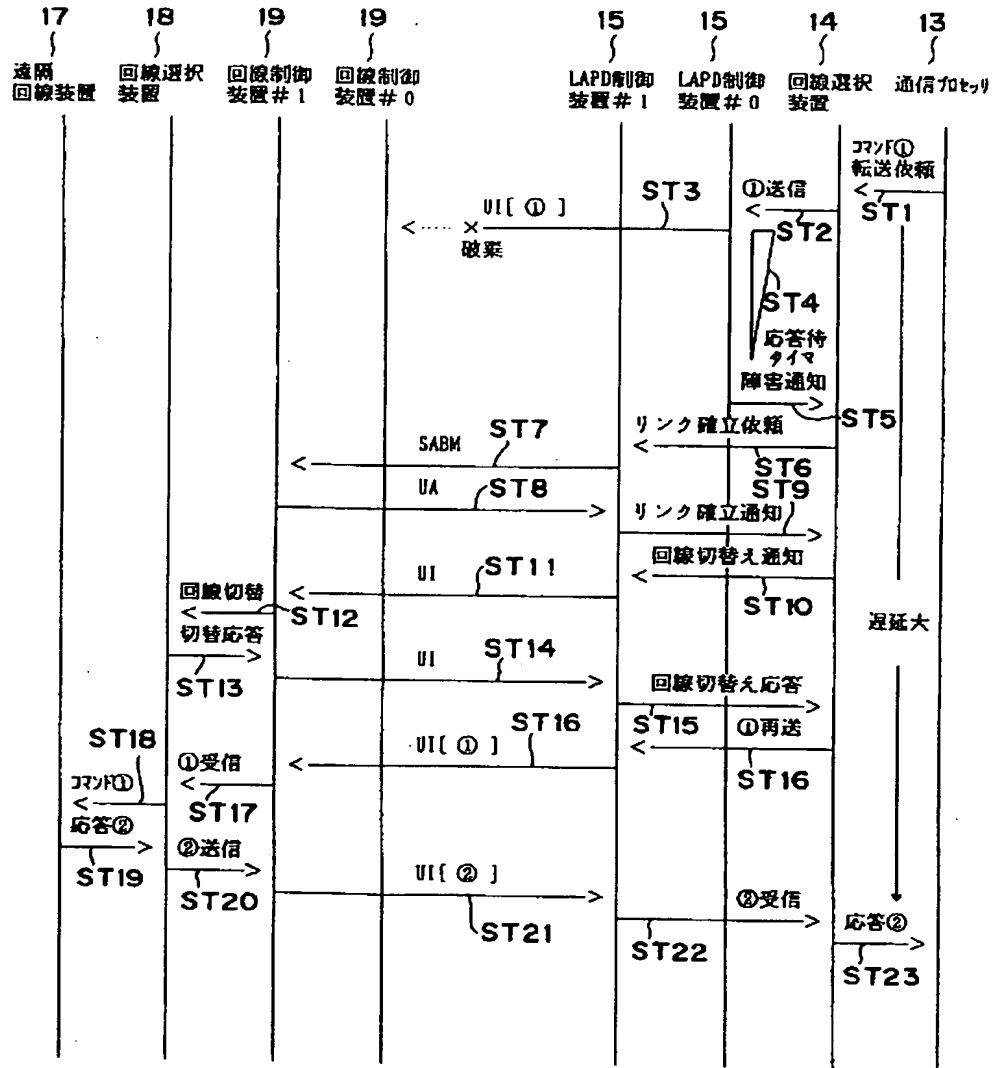 17 18 19 19 15 15 14 13
遠隔
回線装置
回線選択
装置
回線制御
装置#1
回線制御
装置#0
LAPD制御
装置#1
LAPD制御
装置#0
回線選択
装置
通信プロセッサ
コマンド①
転送依頼
ST1
①送信
ST2
ST3
UI[ ① ]
破棄
ST4
応答待
タイマ
障害通知
ST5
リンク確立依頼
ST6
ST7
SABM
ST8
UA
ST9
リンク確立通知
回線切替え通知
ST10
ST11
UI
回線切替
ST12
切替応答
ST13
ST14
UI
遅延大
回線切替え応答
ST15
①再送
ST16
ST16
UI[ ① ]
①受信
ST17
ST18
コマンド①
応答②
ST19
②送信
ST20
UI[ ② ]
ST21
②受信
ST22
応答②
ST23